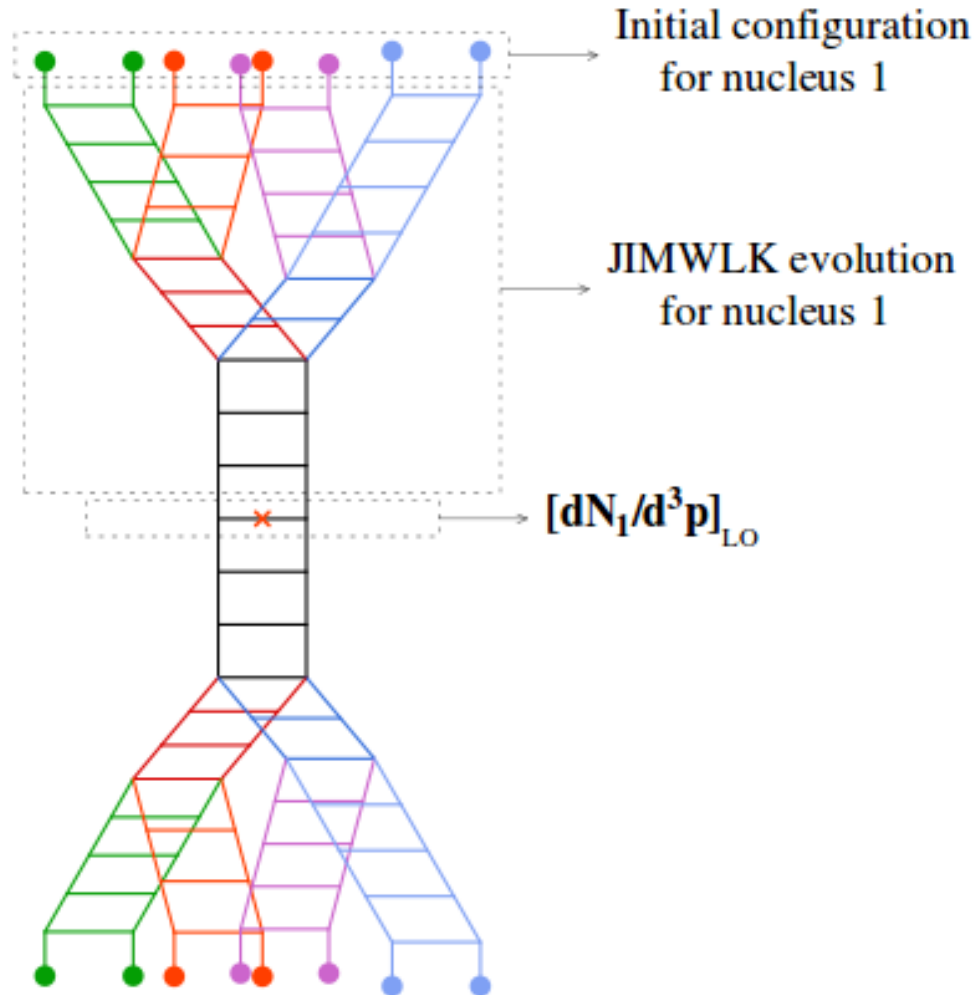 Initial configuration
for nucleus 1
JIMWLK evolution
for nucleus 1
[dN₁/d³p]LO